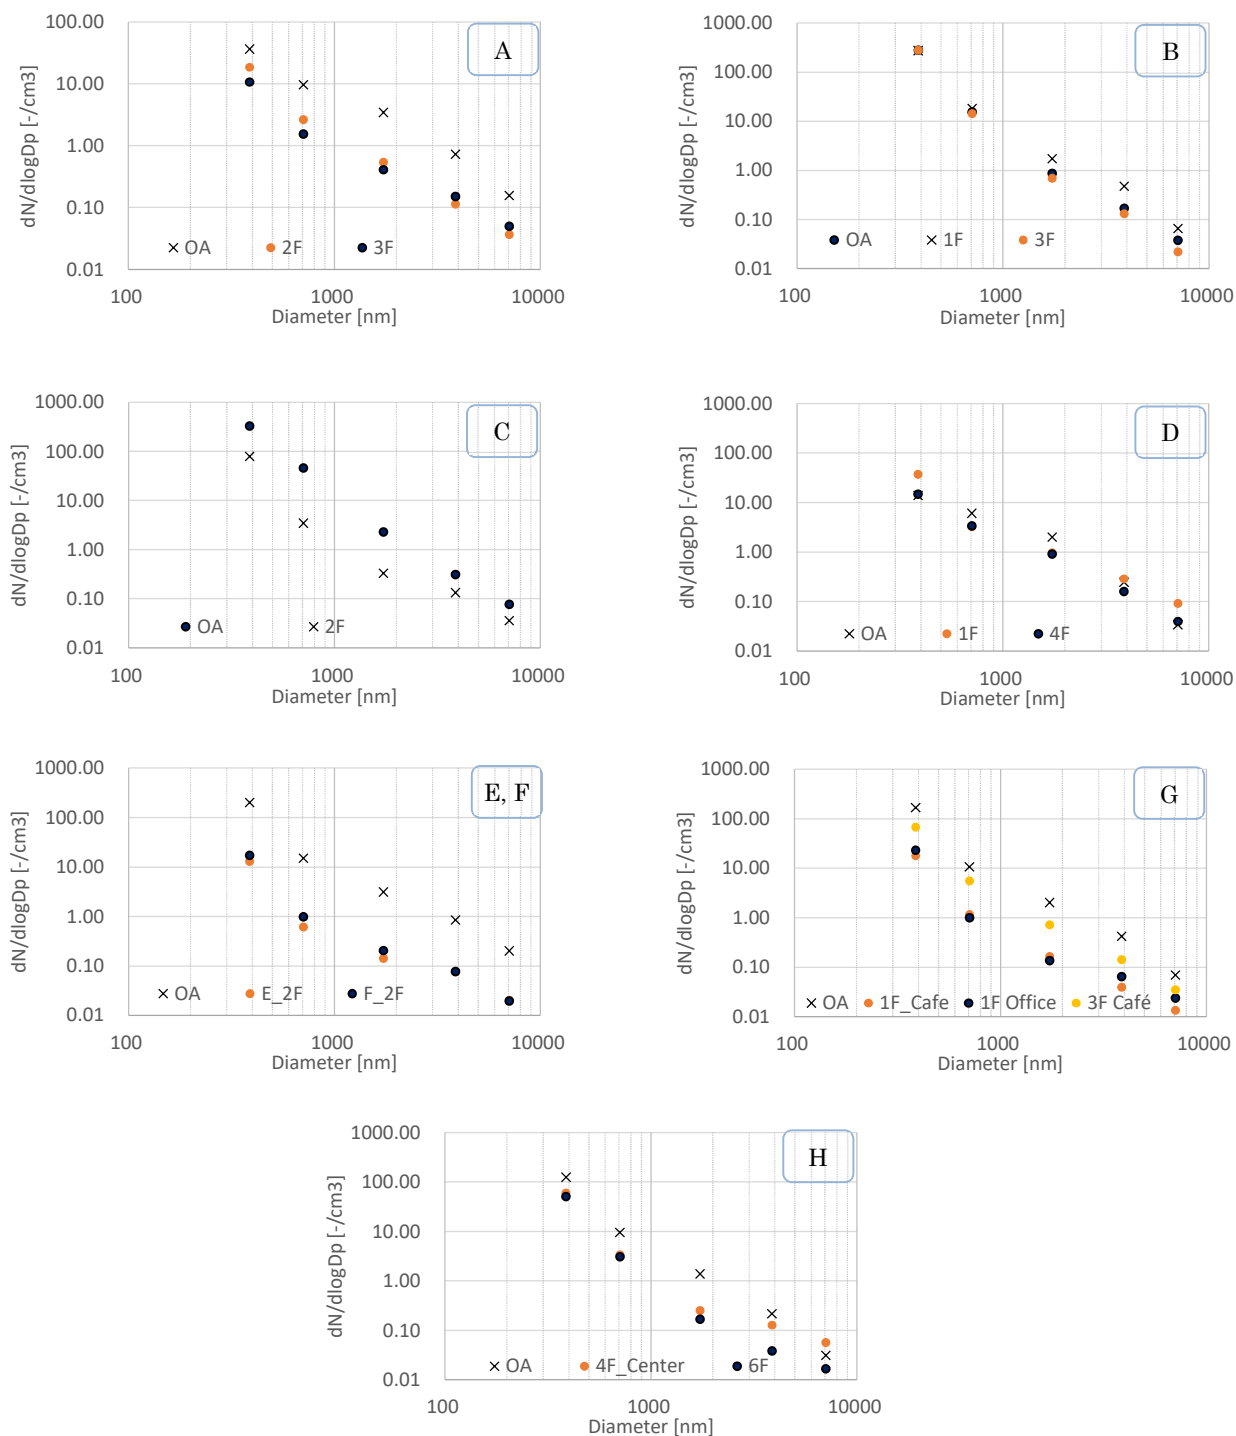 A
dN/dlogDp [-/cm3]
100.00
10.00
1.00
0.10
0.01
OA 2F 3F
100 1000 10000
Diameter [nm]
B
dN/dlogDp [-/cm3]
1000.00
100.00
10.00
1.00
0.10
0.01
OA 1F 3F
100 1000 10000
Diameter [nm]
C
dN/dlogDp [-/cm3]
1000.00
100.00
10.00
1.00
0.10
0.01
OA 2F
100 1000 10000
Diameter [nm]
D
dN/dlogDp [-/cm3]
1000.00
100.00
10.00
1.00
0.10
0.01
OA 1F 4F
100 1000 10000
Diameter [nm]
E, F
dN/dlogDp [-/cm3]
1000.00
100.00
10.00
1.00
0.10
0.01
OA E_2F F_2F
100 1000 10000
Diameter [nm]
G
dN/dlogDp [-/cm3]
1000.00
100.00
10.00
1.00
0.10
0.01
OA 1F_Cafe 1F Office 3F Café
100 1000 10000
Diameter [nm]
H
dN/dlogDp [-/cm3]
1000.00
100.00
10.00
1.00
0.10
0.01
OA 4F_Center 6F
100 1000 10000
Diameter [nm]